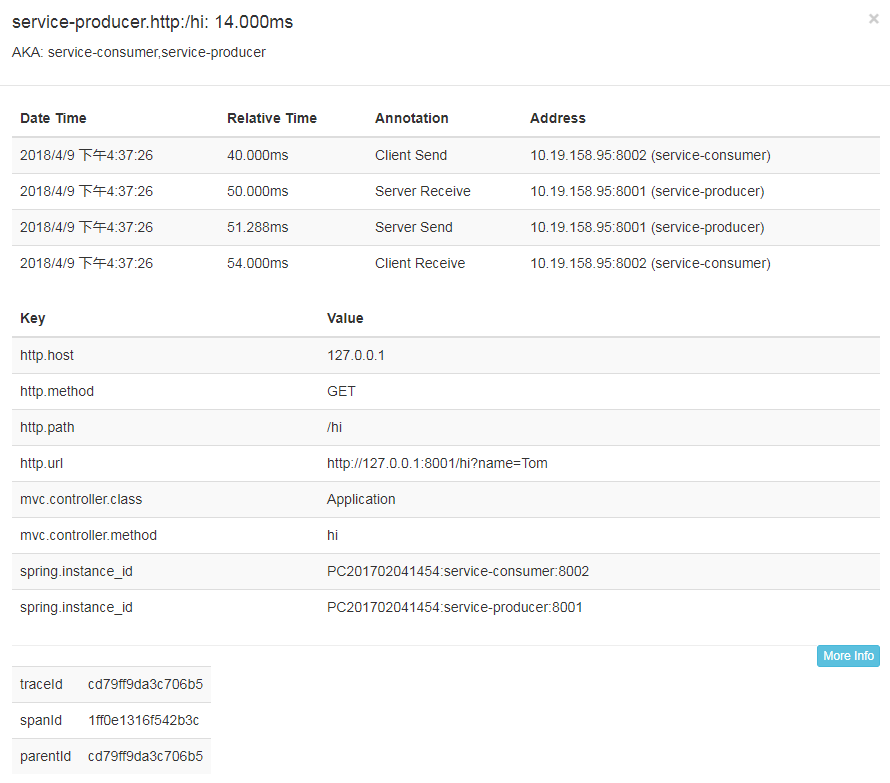 service-producer.http:/hi: 14.000ms ×
AKA: service-consumer,service-producer
Date Time Relative Time Annotation Address
2018/4/9 下午4:37:26 40.000ms Client Send 10.19.158.95:8002 (service-consumer)
2018/4/9 下午4:37:26 50.000ms Server Receive 10.19.158.95:8001 (service-producer)
2018/4/9 下午4:37:26 51.288ms Server Send 10.19.158.95:8001 (service-producer)
2018/4/9 下午4:37:26 54.000ms Client Receive 10.19.158.95:8002 (service-consumer)
Key Value
http.host 127.0.0.1
http.method GET
http.path /hi
http.url http://127.0.0.1:8001/hi?name=Tom
mvc.controller.class Application
mvc.controller.method hi
spring.instance_id PC201702041454:service-consumer:8002
spring.instance_id PC201702041454:service-producer:8001
More Info
traceId cd79ff9da3c706b5
spanId 1ff0e1316f542b3c
parentId cd79ff9da3c706b5